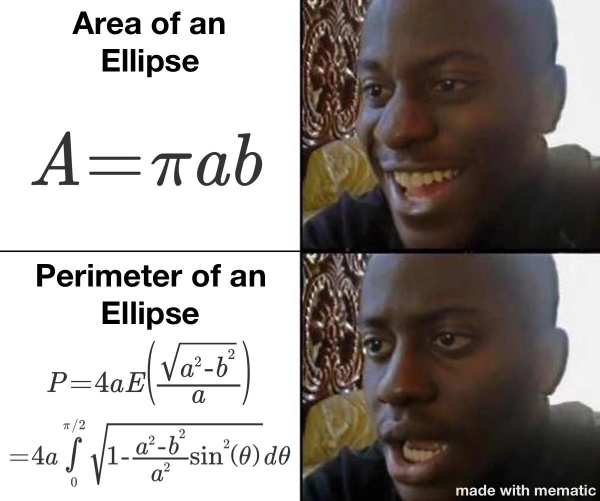 Area of an
Ellipse
A=πab
Perimeter of an
Ellipse
P=4aE(√(a²-b²)/a)
=4a ∫₀^(π/2) √(1-(a²-b²)/a² sin²(θ)) dθ
made with mematic